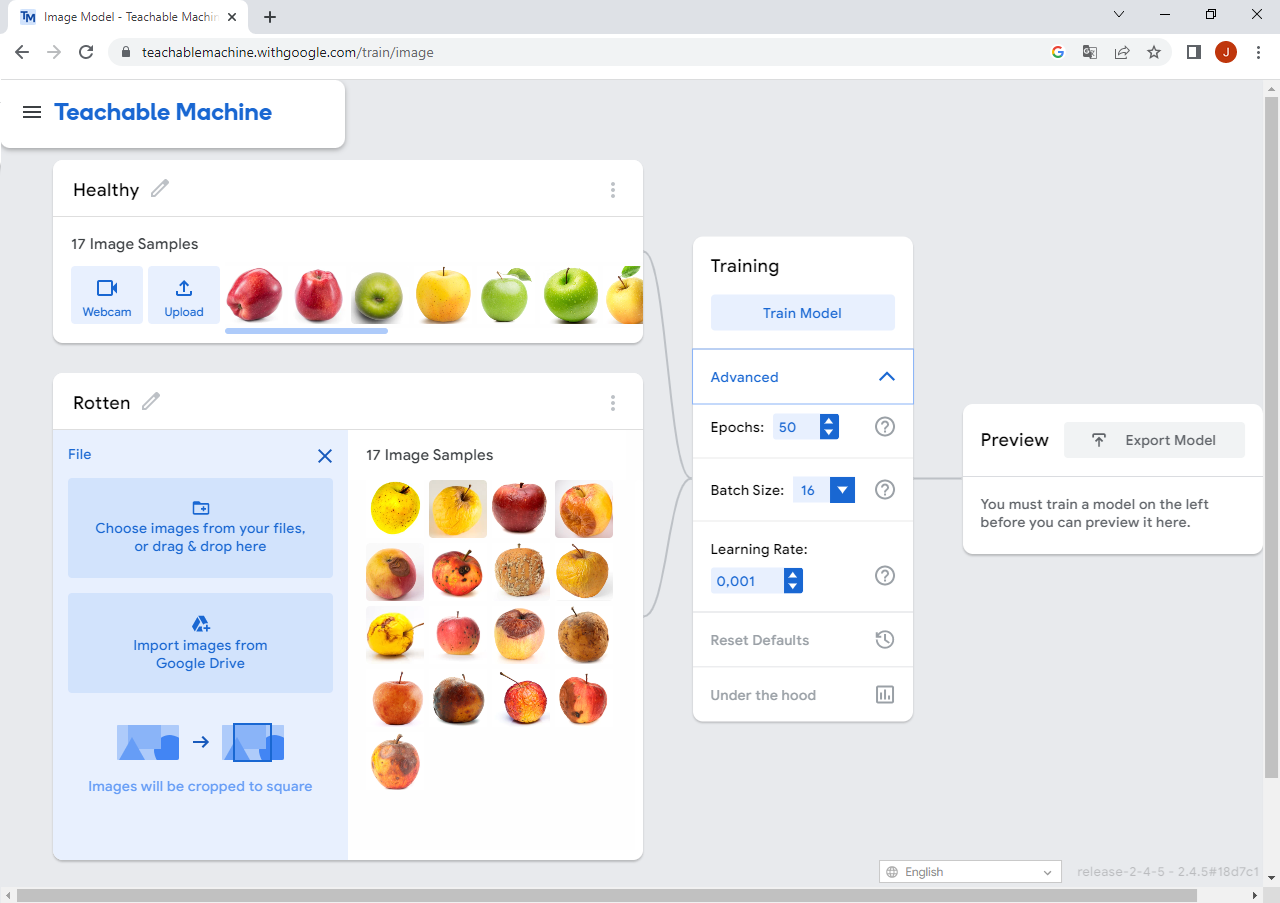 Image Model - Teachable Machin
teachablemachine.withgoogle.com/train/image
J
Teachable Machine
Healthy
17 Image Samples
Webcam
Upload
Rotten
File
Choose images from your files,
or drag & drop here
Import images from
Google Drive
Images will be cropped to square
17 Image Samples
Training
Train Model
Advanced
Epochs: 50
Batch Size: 16
Learning Rate:
0,001
Reset Defaults
Under the hood
Preview
Export Model
You must train a model on the left
before you can preview it here.
English
release-2-4-5 - 2.4.5#18d7c1